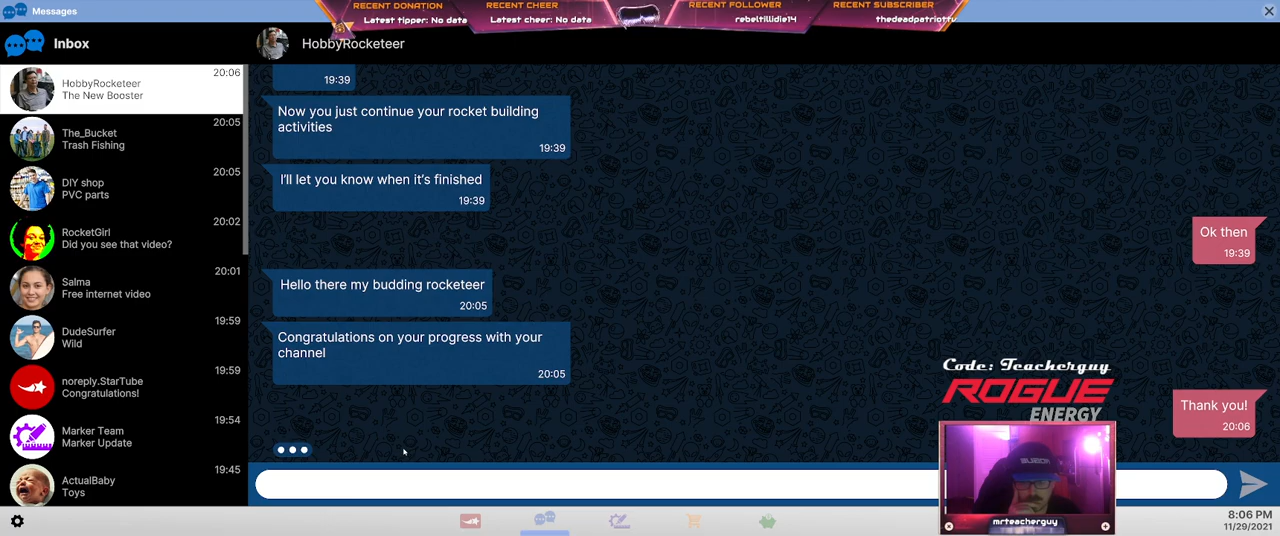 Messages
RECENT DONATION
Latest tipper: No data
RECENT CHEER
Latest cheer: No data
RECENT FOLLOWER
rebeltillidie14
RECENT SUBSCRIBER
thedeadpatriottv
Inbox
HobbyRocketeer
HobbyRocketeer
The New Booster
20:06
The_Bucket
Trash Fishing
20:05
DIY shop
PVC parts
20:05
RocketGirl
Did you see that video?
20:02
Salma
Free internet video
20:01
DudeSurfer
Wild
19:59
noreply.StarTube
Congratulations!
19:59
Marker Team
Marker Update
19:54
ActualBaby
Toys
19:45
19:39
Now you just continue your rocket building
activities
19:39
I'll let you know when it's finished
19:39
Ok then
19:39
Hello there my budding rocketeer
20:05
Congratulations on your progress with your
channel
20:05
Thank you!
20:06
Code: Teacherguy
ROGUE
ENERGY
mrteacherguy
8:06 PM
11/29/2021